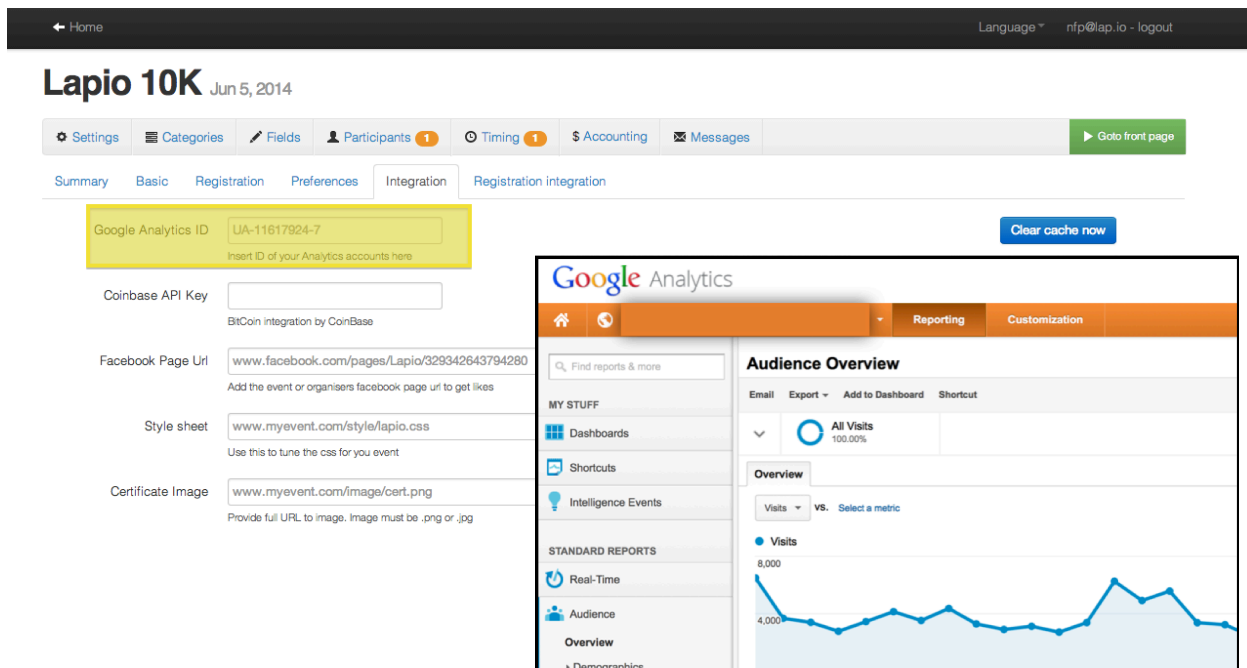 Home
Language
nfp@lap.io - logout
Lapio 10K Jun 5, 2014
Settings
Categories
Fields
Participants 1
Timing 1
$ Accounting
Messages
Goto front page
Summary
Basic
Registration
Preferences
Integration
Registration integration
Google Analytics ID
UA-11617924-7
Insert ID of your Analytics accounts here
Clear cache now
Coinbase API Key
BitCoin integration by CoinBase
Facebook Page Url
www.facebook.com/pages/Lapio/329342643794280
Add the event or organisers facebook page url to get likes
Style sheet
www.myevent.com/style/lapio.css
Use this to tune the css for you event
Certificate Image
www.myevent.com/image/cert.png
Provide full URL to image. Image must be .png or .jpg
Google Analytics
Reporting
Customization
Find reports & more
MY STUFF
Dashboards
Shortcuts
Intelligence Events
STANDARD REPORTS
Real-Time
Audience
Overview
Demographics
Audience Overview
Email
Export
Add to Dashboard
Shortcut
All Visits
100.00%
Overview
Visits
VS.
Select a metric
Visits
8,000
4,000